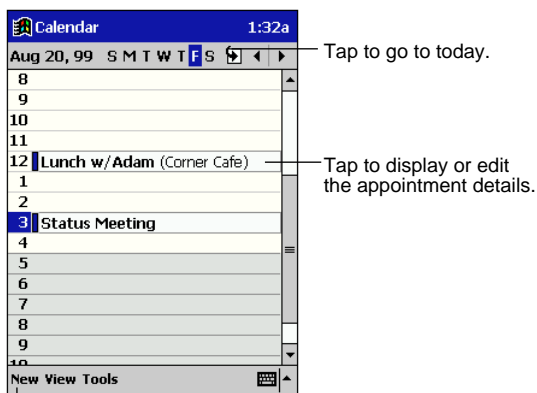 Calendar 1:32a
Aug 20, 99 S M T W T F S
Tap to go to today.
8
9
10
11
12 Lunch w/Adam (Corner Cafe)
Tap to display or edit
the appointment details.
1
2
3 Status Meeting
4
5
6
7
8
9
10
New View Tools